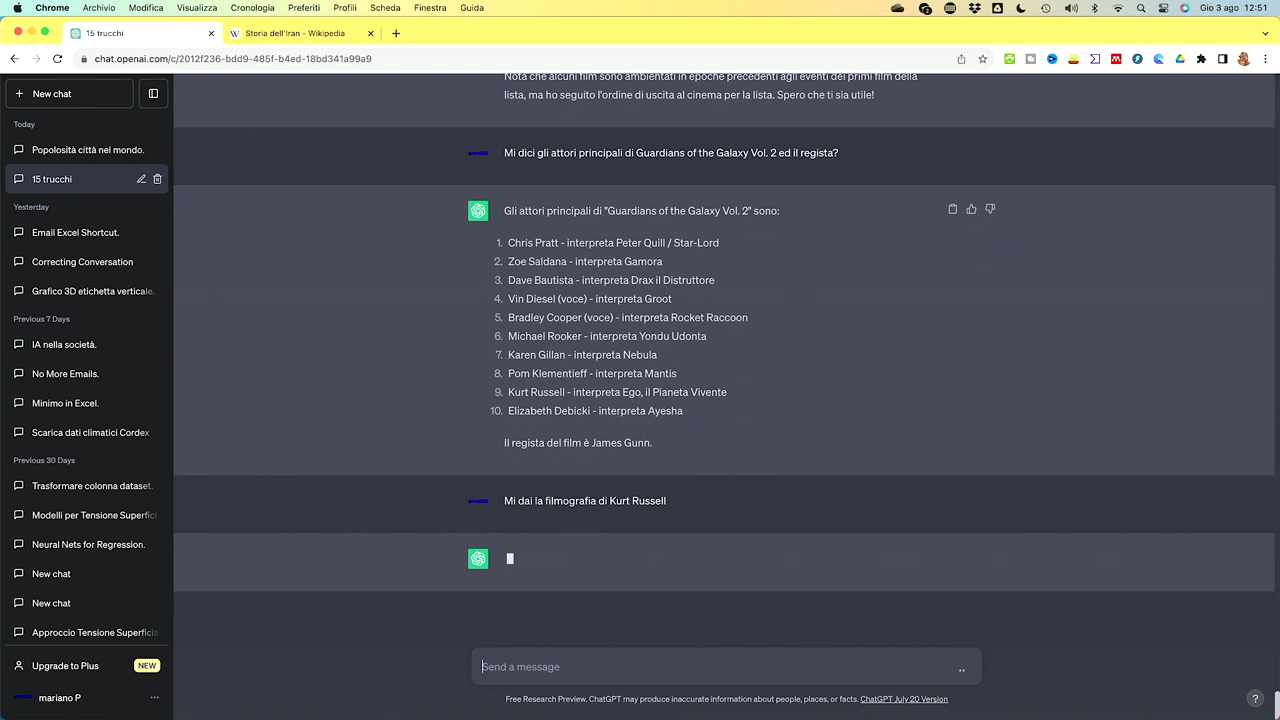 Chrome Archivio Modifica Visualizza Cronologia Preferiti Profili Scheda Finestra Guida Gio 3 ago 12:51
15 trucchi
Storia dell'Iran - Wikipedia
chat.openai.com/c/2012f236-bdd9-485f-b4ed-18bd341a99a9
New chat
Today
Popolosità città nel mondo.
15 trucchi
Yesterday
Email Excel Shortcut.
Correcting Conversation
Grafico 3D etichetta verticale.
Previous 7 Days
IA nella società.
No More Emails.
Minimo in Excel.
Scarica dati climatici Cordex
Previous 30 Days
Trasformare colonna dataset.
Modelli per Tensione Superfici
Neural Nets for Regression.
New chat
New chat
Approccio Tensione Superficia
Upgrade to Plus NEW
mariano P
Nota che alcuni film sono ambientati in epoche precedenti agli eventi dei primi film della
lista, ma ho seguito l'ordine di uscita al cinema per la lista. Spero che ti sia utile!
Mi dici gli attori principali di Guardians of the Galaxy Vol. 2 ed il regista?
Gli attori principali di "Guardians of the Galaxy Vol. 2" sono:
1. Chris Pratt - interpreta Peter Quill / Star-Lord
2. Zoe Saldana - interpreta Gamora
3. Dave Bautista - interpreta Drax il Distruttore
4. Vin Diesel (voce) - interpreta Groot
5. Bradley Cooper (voce) - interpreta Rocket Raccoon
6. Michael Rooker - interpreta Yondu Udonta
7. Karen Gillan - interpreta Nebula
8. Pom Klementieff - interpreta Mantis
9. Kurt Russell - interpreta Ego, il Pianeta Vivente
10. Elizabeth Debicki - interpreta Ayesha
Il regista del film è James Gunn.
Mi dai la filmografia di Kurt Russell
Send a message
Free Research Preview. ChatGPT may produce inaccurate information about people, places, or facts. ChatGPT July 20 Version
?